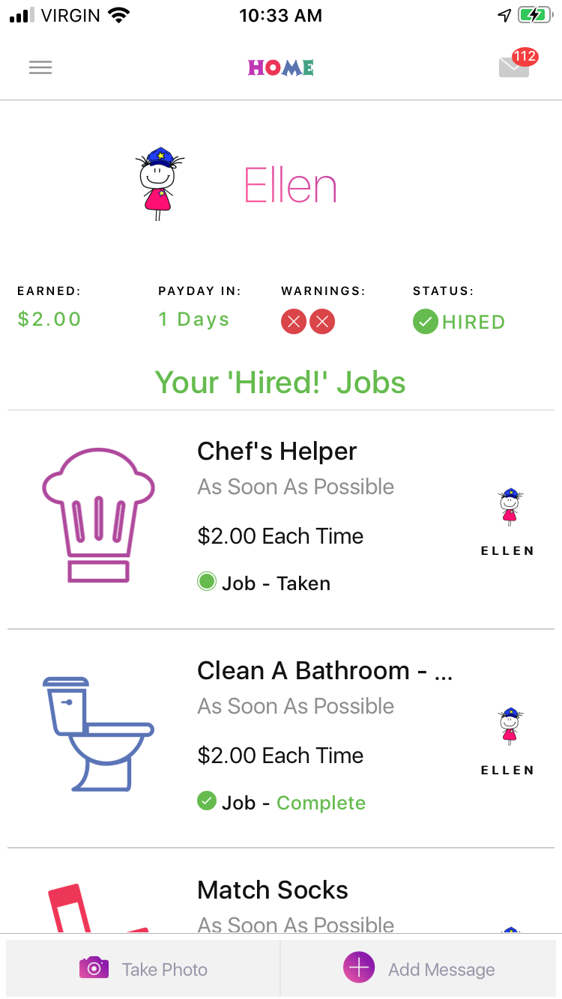 VIRGIN 10:33 AM
HOME 112
Ellen
EARNED: PAYDAY IN: WARNINGS: STATUS:
$2.00 1 Days HIRED
Your 'Hired!' Jobs
Chef's Helper
As Soon As Possible
$2.00 Each Time
ELLEN
Job - Taken
Clean A Bathroom - ...
As Soon As Possible
$2.00 Each Time
ELLEN
Job - Complete
Match Socks
As Soon As Possible
Take Photo Add Message